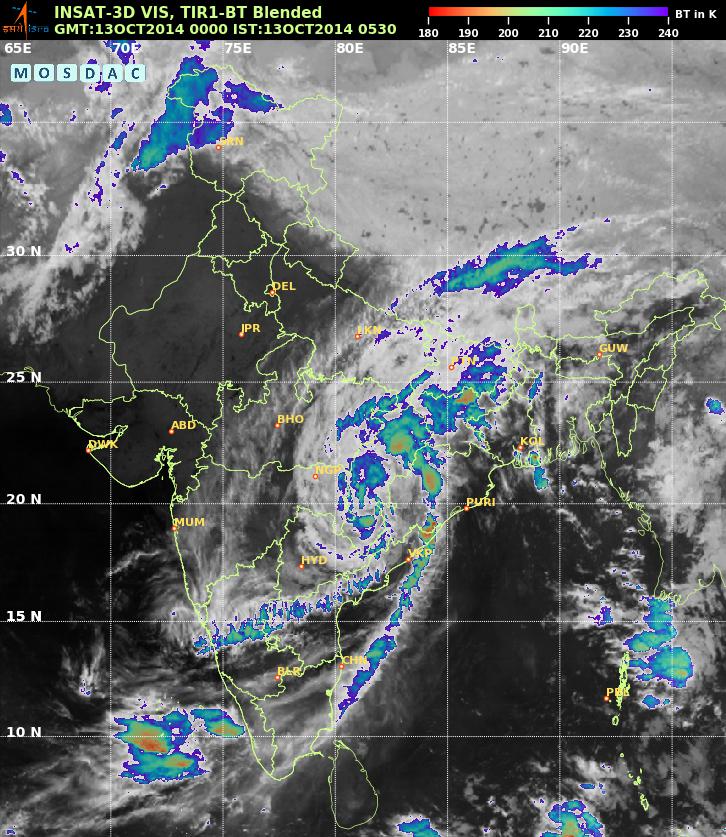 INSAT-3D VIS, TIR1-BT Blended
GMT:13OCT2014 0000 IST:13OCT2014 0530
BT in K
180 190 200 210 220 230 240
65E 70E 75E 80E 85E 90E
MOSDAC
SRN
30 N
DEL
JPR LKN
GUW
PTN
25 N
ABD BHO
DWK KOL
NGP
20 N
PURI
MUM
VKP
HYD
15 N
CHN
BLR
PBL
10 N